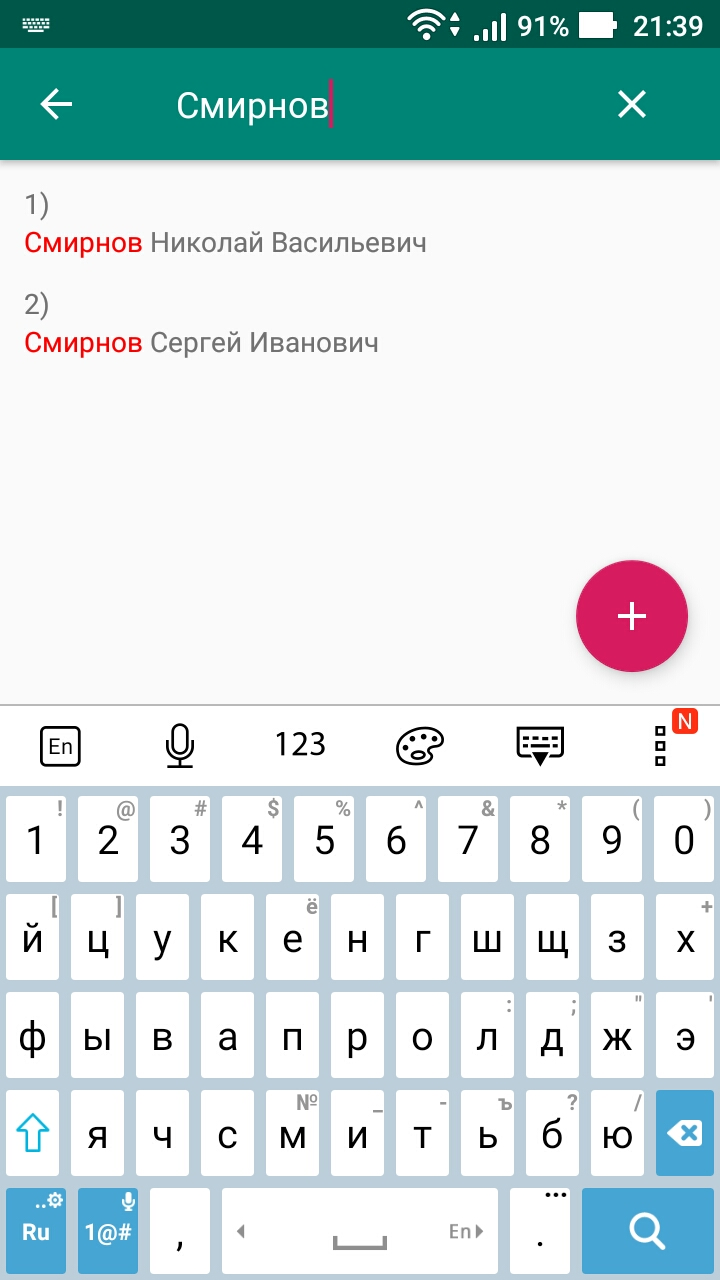 91% 21:39
Смирнов
1)
Смирнов Николай Васильевич
2)
Смирнов Сергей Иванович
+
En 123 N
! @ # $ % ^ & * ( )
1 2 3 4 5 6 7 8 9 0
[ ] ё +
й ц у к е н г ш щ з х
: ; " '
ф ы в а п р о л д ж э
№ _ - ъ ? /
я ч с м и т ь б ю
Ru 1@# , En . ...